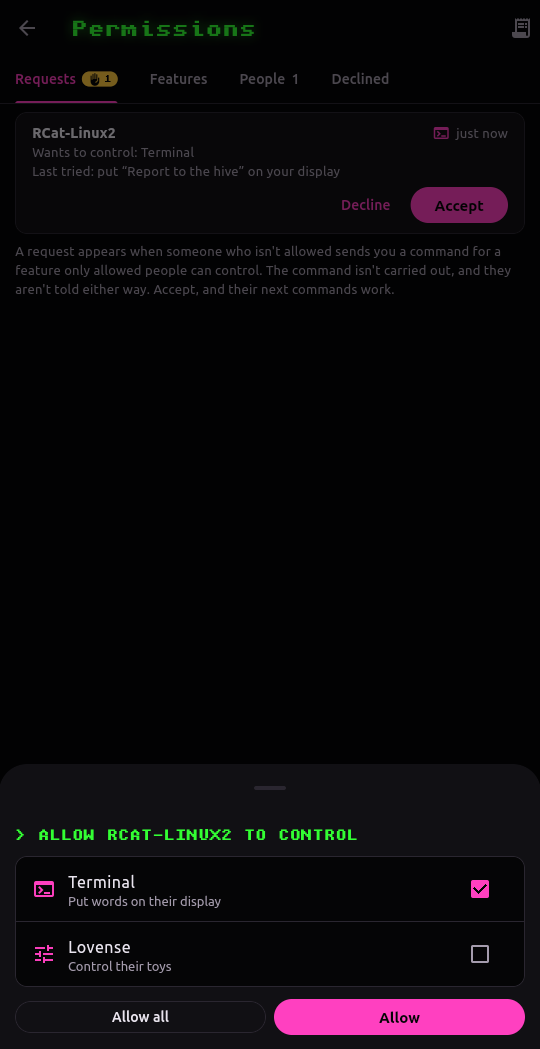 Permissions
Requests 1 Features People 1 Declined
RCat-Linux2 just now
Wants to control: Terminal
Last tried: put “Report to the hive” on your display
Decline Accept
A request appears when someone who isn't allowed sends you a command for a
feature only allowed people can control. The command isn't carried out, and they
aren't told either way. Accept, and their next commands work.
> ALLOW RCAT-LINUX2 TO CONTROL
Terminal
Put words on their display
Lovense
Control their toys
Allow all Allow